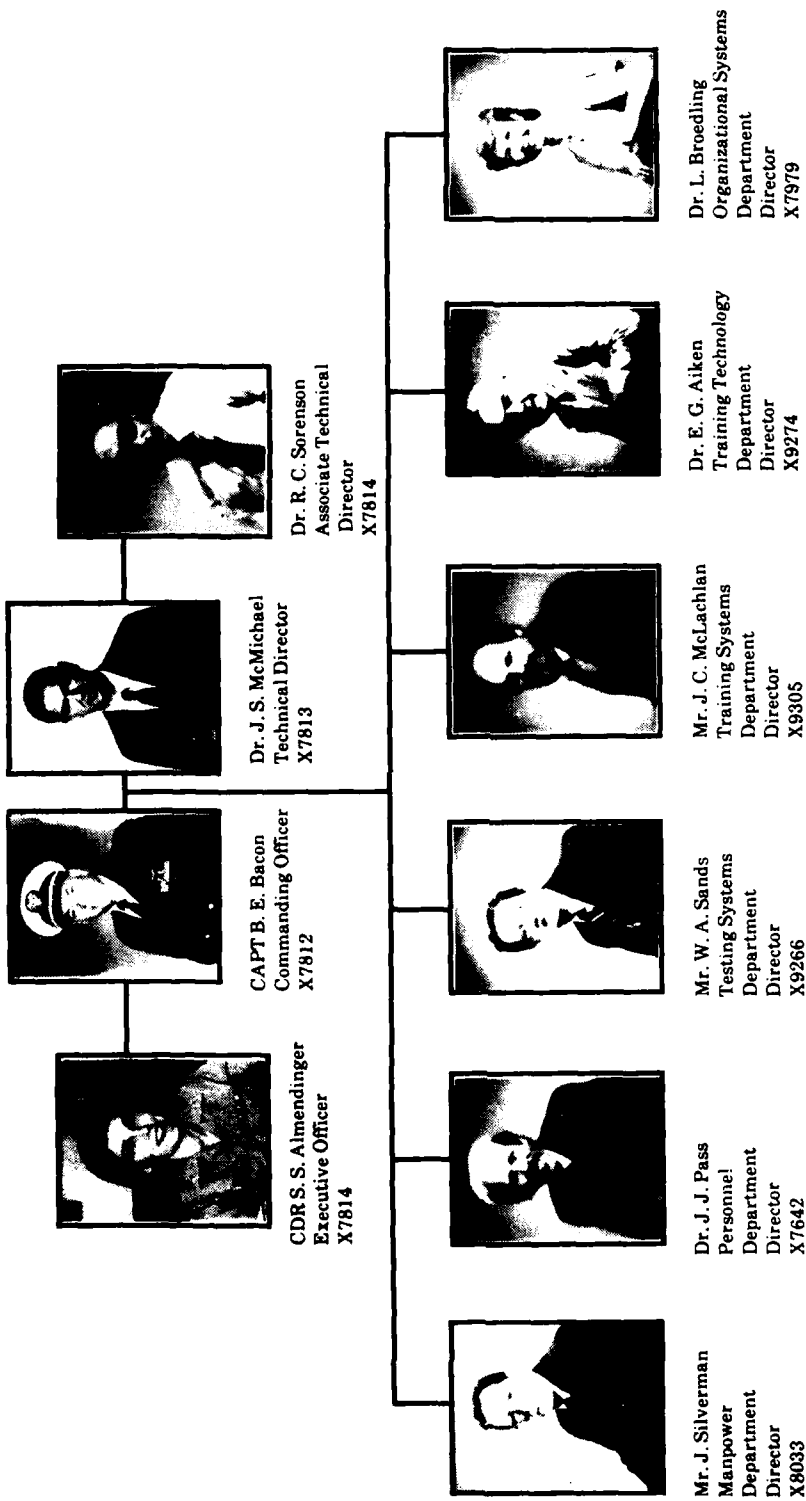 CDR S. S. Almendinger
Executive Officer
X7814
CAPT B. E. Bacon
Commanding Officer
X7812
Dr. J. S. McMichael
Technical Director
X7813
Dr. R. C. Sorenson
Associate Technical
Director
X7814
Mr. J. Silverman
Manpower
Department
Director
X8033
Dr. J. J. Pass
Personnel
Department
Director
X7642
Mr. W. A. Sands
Testing Systems
Department
Director
X9266
Mr. J. C. McLachlan
Training Systems
Department
Director
X9305
Dr. E. G. Aiken
Training Technology
Department
Director
X9274
Dr. L. Broedling
Organizational Systems
Department
Director
X7979